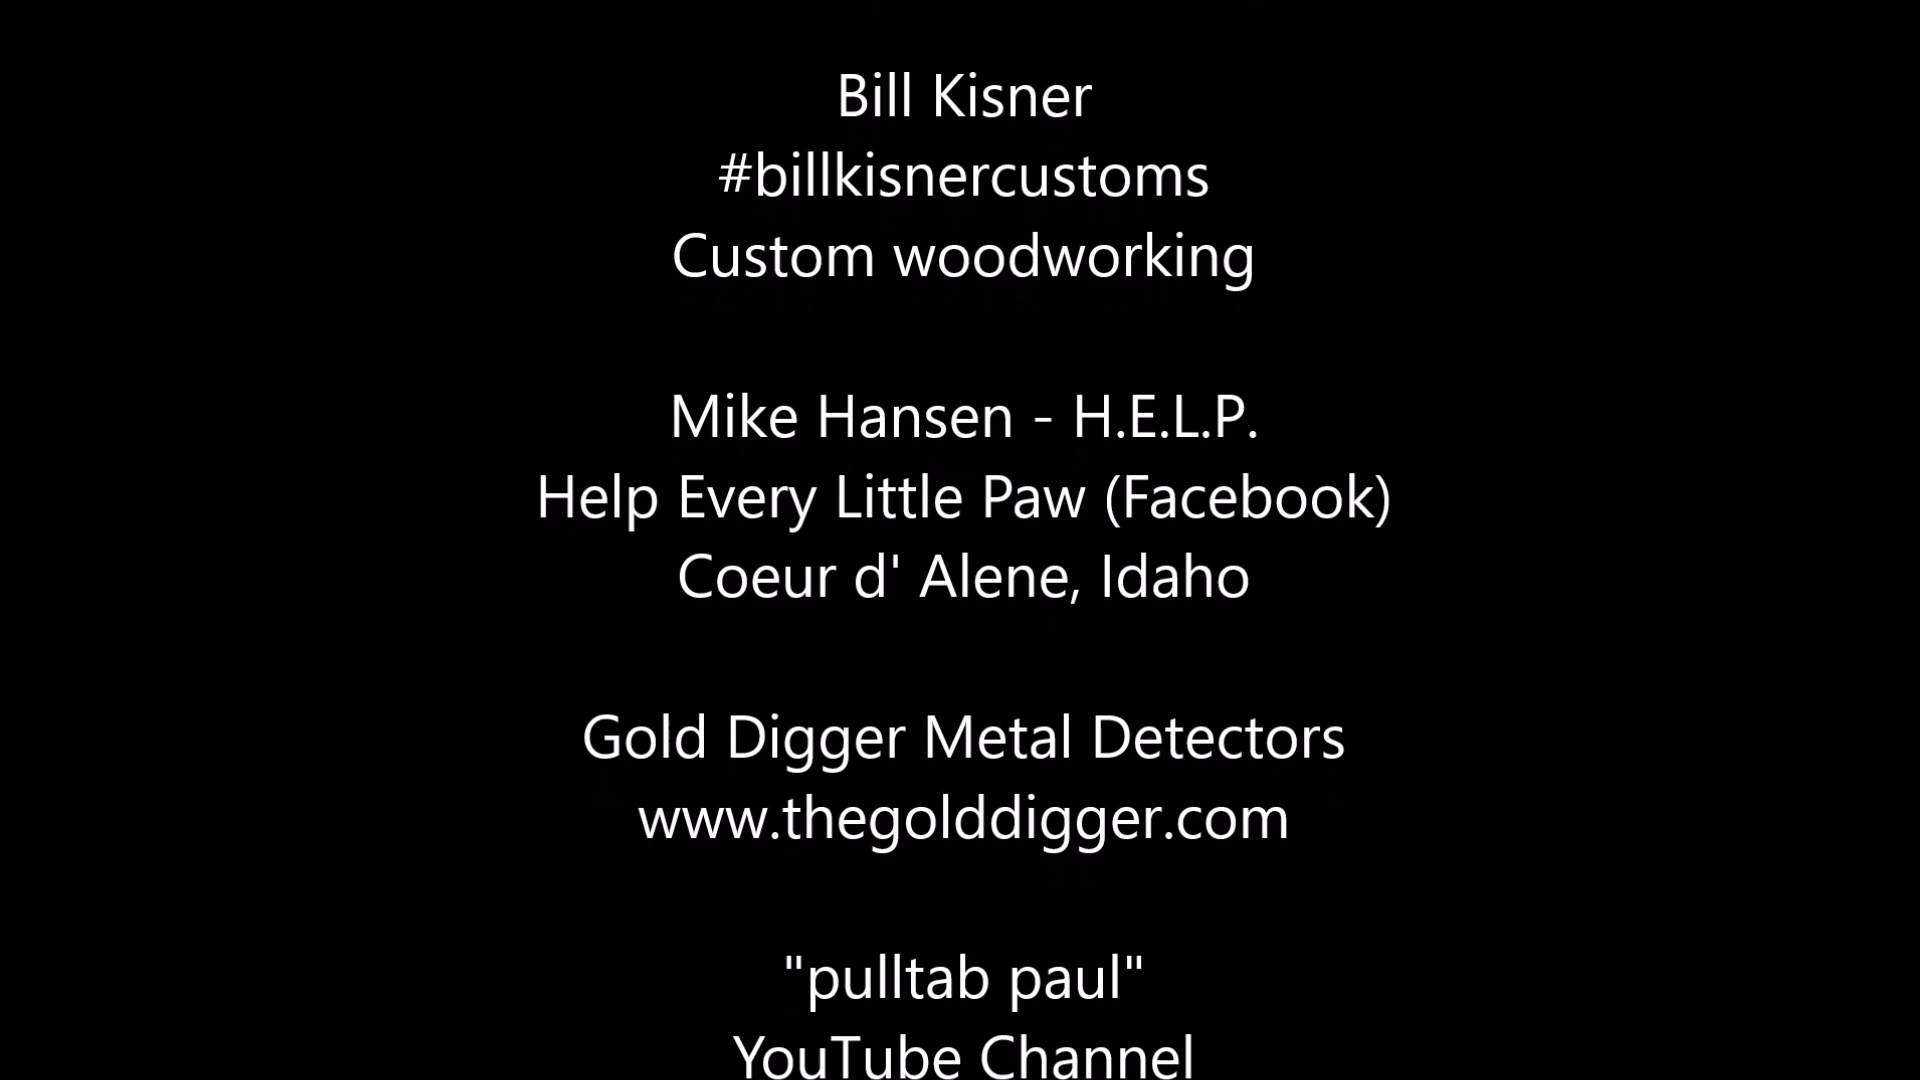 Bill Kisner
#billkisnercustoms
Custom woodworking
Mike Hansen - H.E.L.P.
Help Every Little Paw (Facebook)
Coeur d' Alene, Idaho
Gold Digger Metal Detectors
www.thegolddigger.com
"pulltab paul"
YouTube Channel